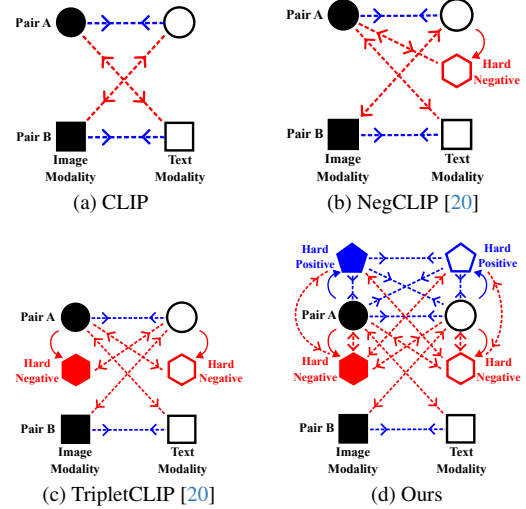 Pair A
Hard
Negative
Pair B
Image
Modality
Text
Modality
(a) CLIP
Pair A
Hard
Negative
Pair B
Image
Modality
Text
Modality
(b) NegCLIP [20]
Pair A
Hard
Negative
Hard
Negative
Pair B
Image
Modality
Text
Modality
(c) TripletCLIP [20]
Hard
Positive
Hard
Positive
Pair A
Hard
Negative
Hard
Negative
Pair B
Image
Modality
Text
Modality
(d) Ours